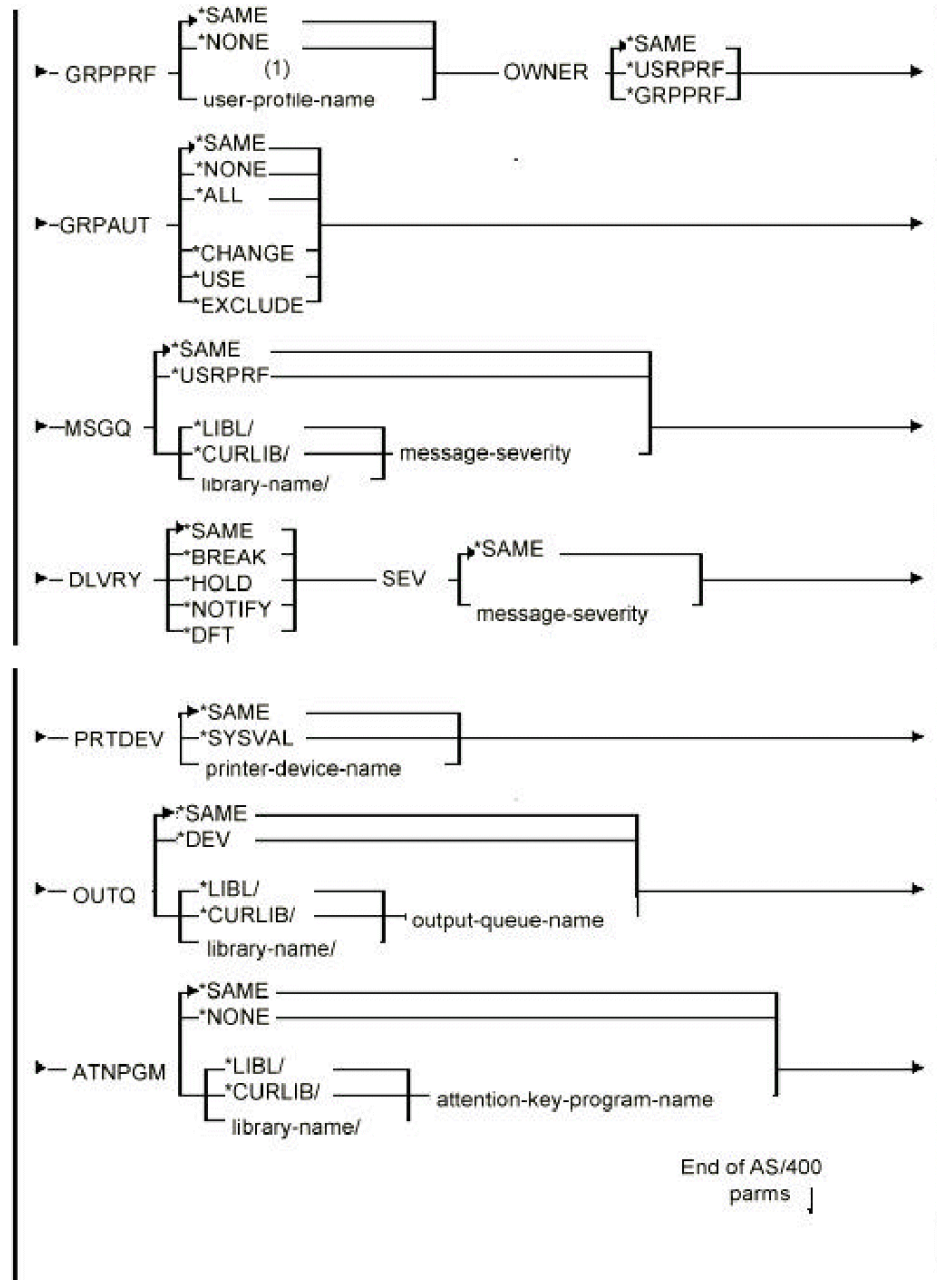 *SAME
*NONE
(1)
GRPPRF
user-profile-name
OWNER
*SAME
*USRPRF
*GRPPRF
*SAME
*NONE
*ALL
GRPAUT
*CHANGE
*USE
*EXCLUDE
*SAME
*USRPRF
MSGQ
*LIBL/
*CURLIB/
library-name/
message-severity
*SAME
*BREAK
DLVRY
*HOLD
*NOTIFY
*DFT
SEV
*SAME
message-severity
PRTDEV
*SAME
*SYSVAL
printer-device-name
*SAME
*DEV
OUTQ
*LIBL/
*CURLIB/
library-name/
output-queue-name
*SAME
*NONE
ATNPGM
*LIBL/
*CURLIB/
library-name/
attention-key-program-name
End of AS/400
parms